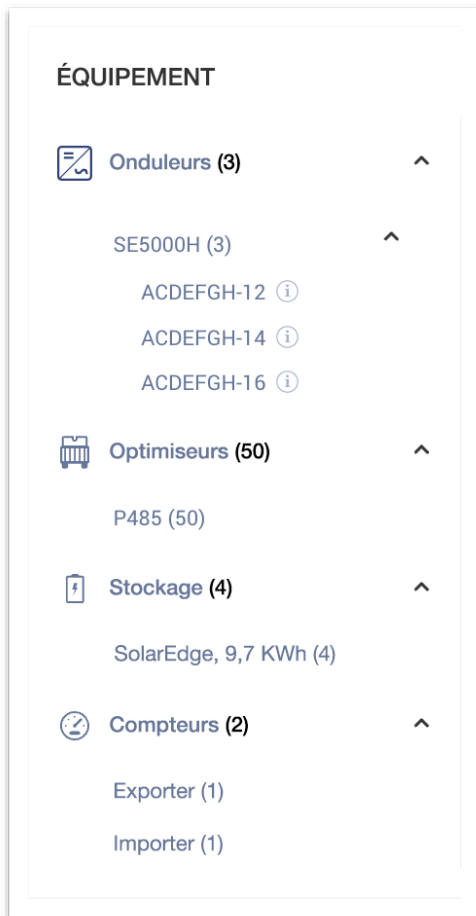 ÉQUIPEMENT
Onduleurs (3)
SE5000H (3)
ACDEFGH-12
ACDEFGH-14
ACDEFGH-16
Optimiseurs (50)
P485 (50)
Stockage (4)
SolarEdge, 9,7 KWh (4)
Compteurs (2)
Exporter (1)
Importer (1)